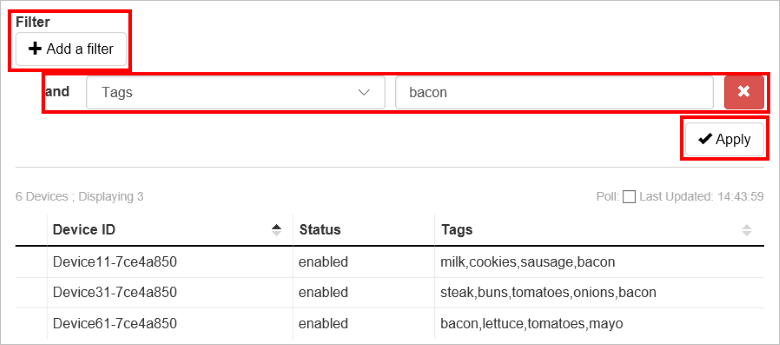 Filter
Add a filter
and Tags bacon
Apply
6 Devices ; Displaying 3 Poll: Last Updated: 14:43:59
Device ID Status Tags
Device11-7ce4a850 enabled milk,cookies,sausage,bacon
Device31-7ce4a850 enabled steak,buns,tomatoes,onions,bacon
Device61-7ce4a850 enabled bacon,lettuce,tomatoes,mayo